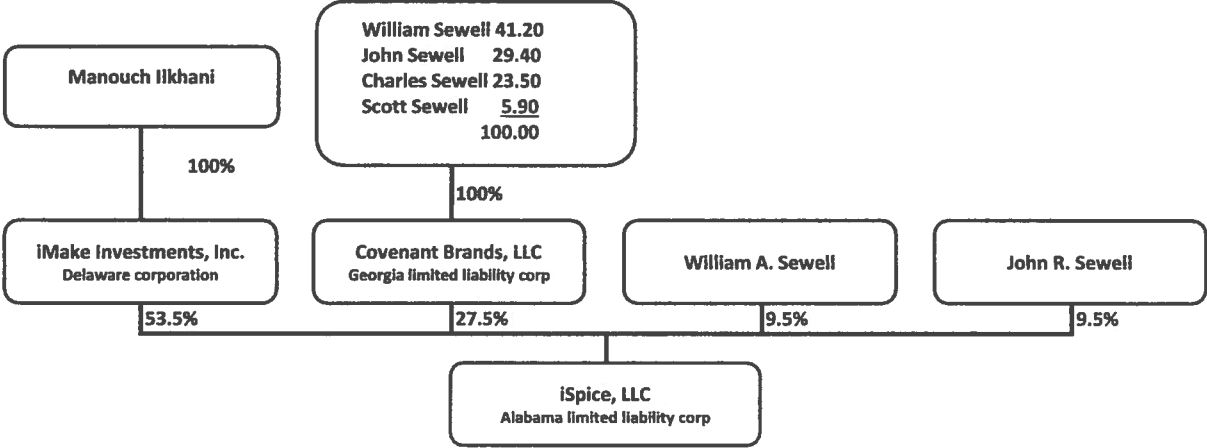 William Sewell 41.20
John Sewell 29.40
Charles Sewell 23.50
Scott Sewell 5.90
100.00
Manouch Ilkhani
100%
100%
iMake Investments, Inc.
Delaware corporation
Covenant Brands, LLC
Georgia limited liability corp
William A. Sewell
John R. Sewell
53.5%
27.5%
9.5%
9.5%
iSpice, LLC
Alabama limited liability corp